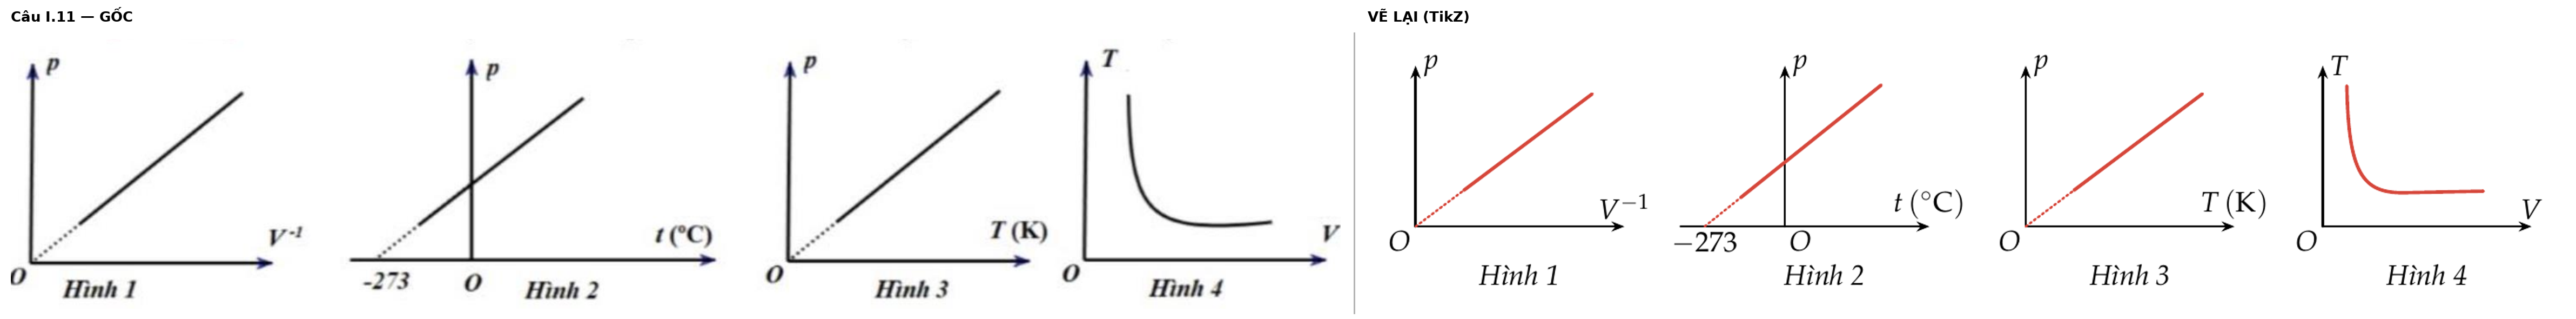 Câu I.11 — GỐC
p
V⁻¹
O
Hình 1
p
t (ºC)
-273
O
Hình 2
p
T (K)
O
Hình 3
T
V
O
Hình 4
VẼ LẠI (TikZ)
p
V⁻¹
O
Hình 1
p
t (°C)
−273
O
Hình 2
p
T (K)
O
Hình 3
T
V
O
Hình 4